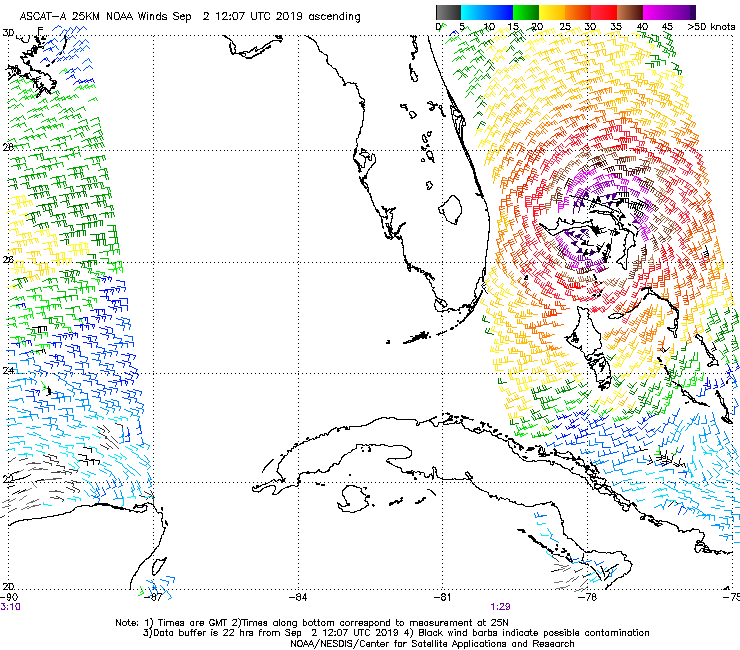 ASCAT-A 25KM NOAA Winds Sep 2 12:07 UTC 2019 ascending
0 5 10 15 20 25 30 35 40 45 >50 knots
30
28
26
24
22
20
-90 -87 -84 -81 -78 -75
3:10 1:29
Note: 1) Times are GMT 2)Times along bottom correspond to measurement at 25N
3)Data buffer is 22 hrs from Sep 2 12:07 UTC 2019 4) Black wind barbs indicate possible contamination
NOAA/NESDIS/Center for Satellite Applications and Research